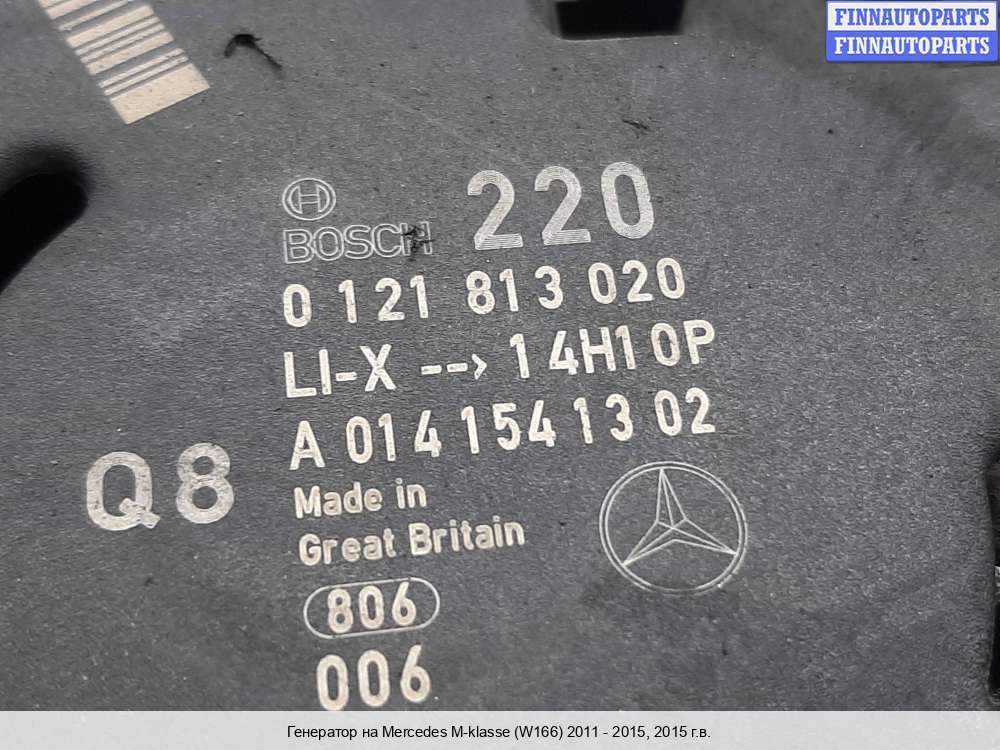 FINNAUTOPARTS
FINNAUTOPARTS
BOSCH 220
0 121 813 020
LI-X --> 14H10P
A 014 154 13 02
Q8
Made in
Great Britain
806
006
Генератор на Mercedes M-klasse (W166) 2011 - 2015, 2015 г.в.